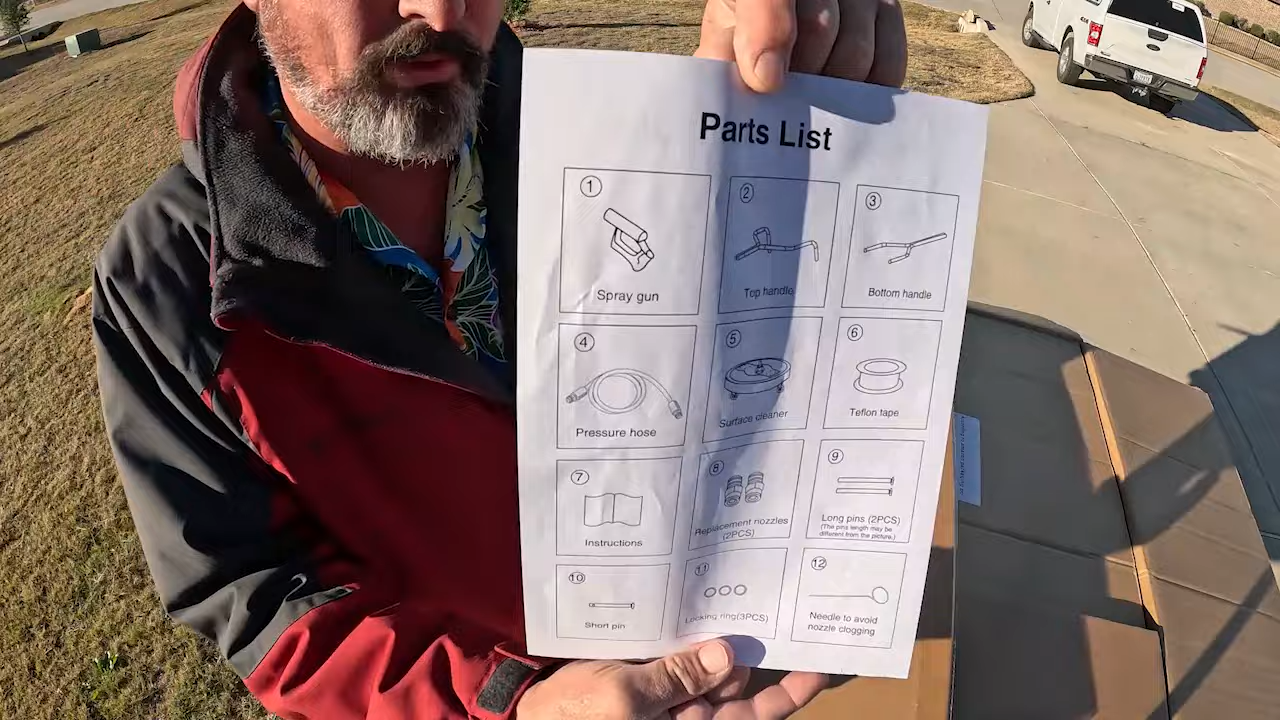 Parts List
1
Spray gun
2
Top handle
3
Bottom handle
4
Pressure hose
5
Surface cleaner
6
Teflon tape
7
Instructions
8
Replacement nozzles
(2PCS)
9
Long pins (2PCS)
(The pins length may be
different from the picture.)
10
Short pin
11
Locking ring(3PCS)
12
Needle to avoid
nozzle clogging